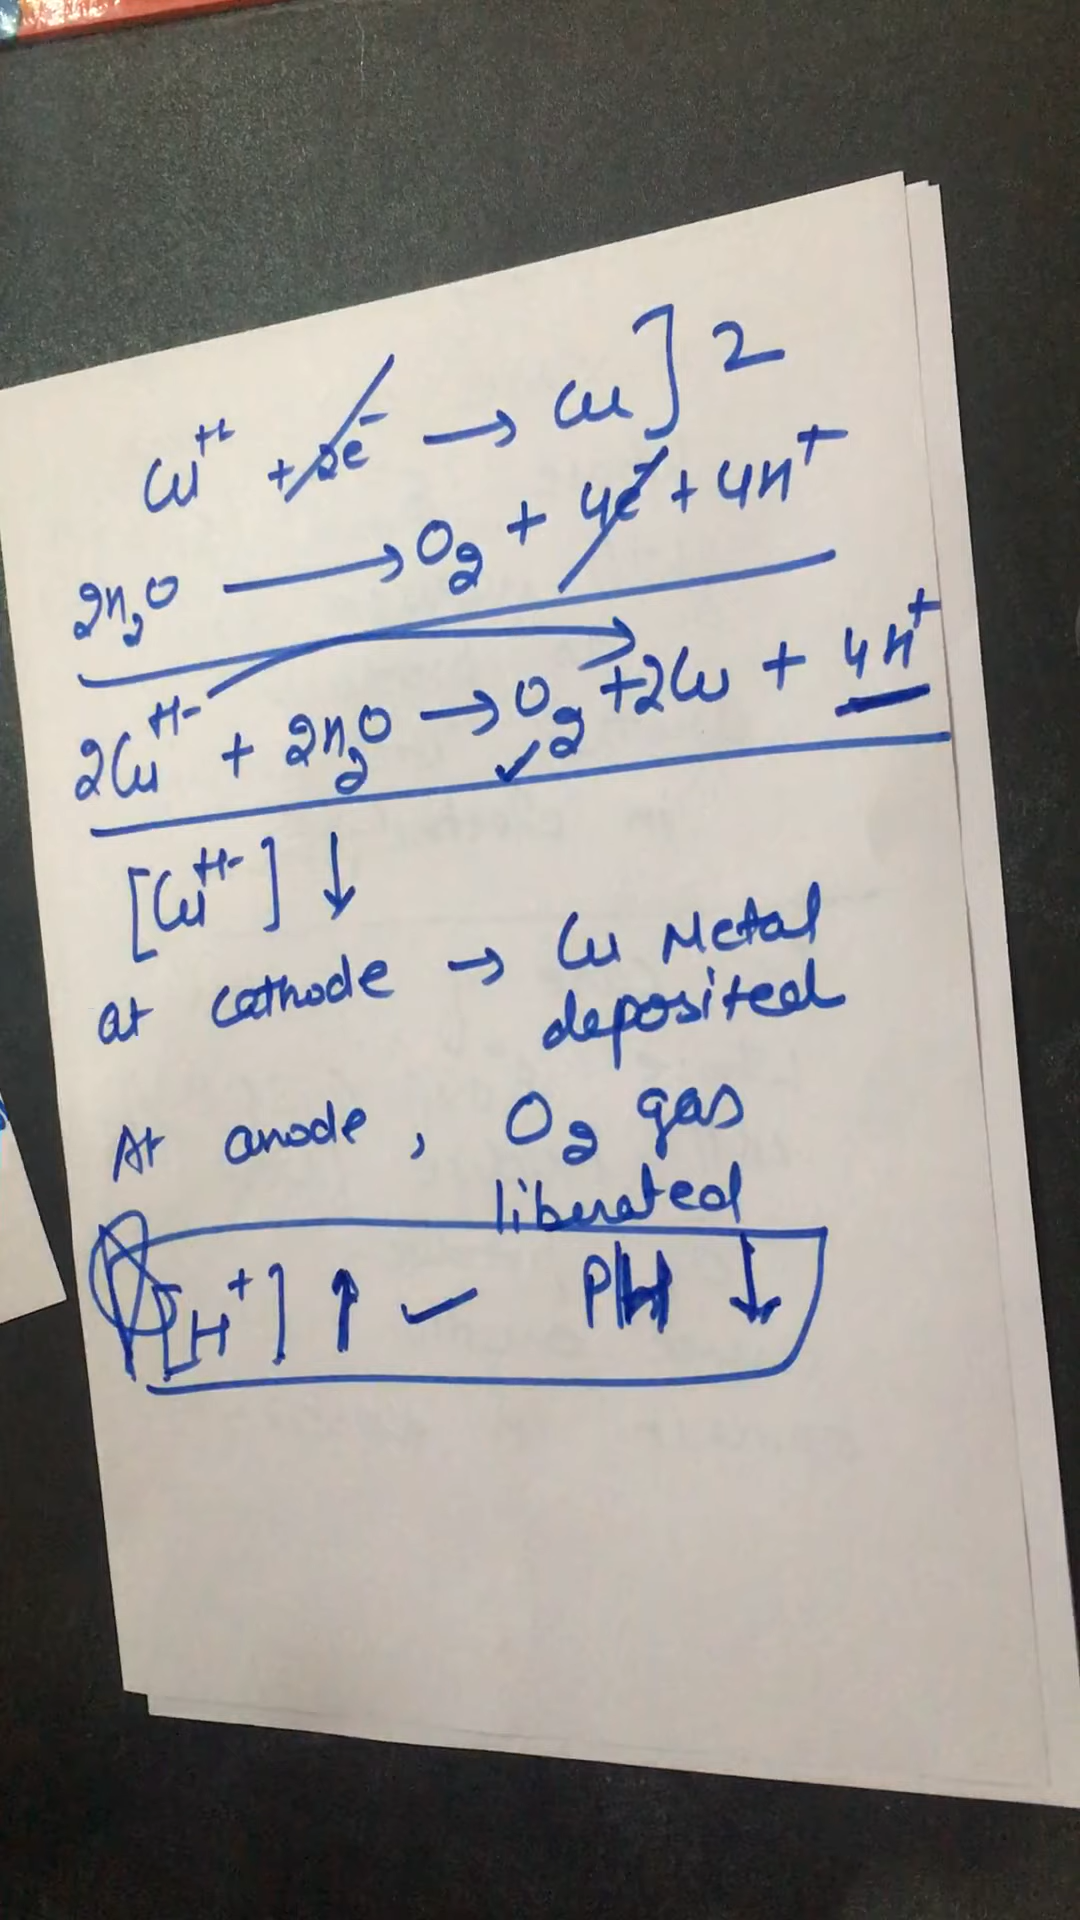 Cu⁺⁺ + 2e⁻ → Cu ] 2
2H₂O → O₂ + 4e⁻ + 4H⁺
2Cu⁺⁺ + 2H₂O → O₂ + 2Cu + 4H⁺
[Cu⁺⁺] ↓
at cathode → Cu Metal
deposited
At anode, O₂ gas
liberated
[H⁺] ↑ ✓ PH ↓